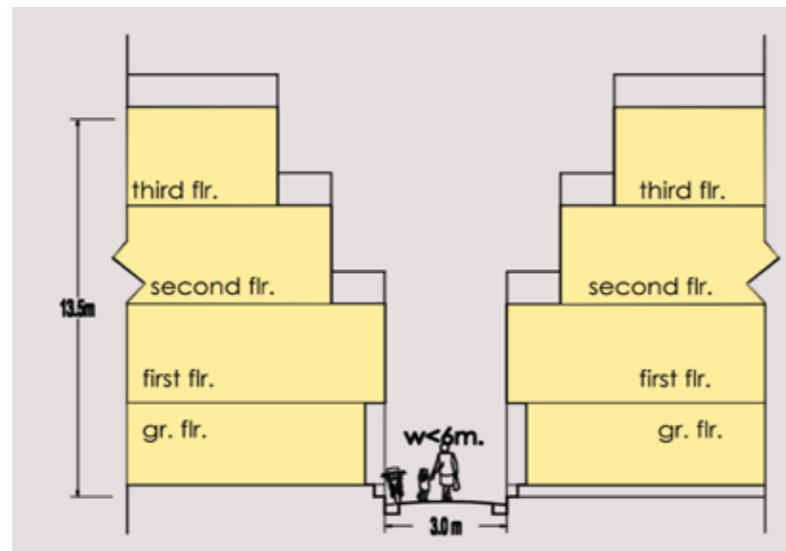 third flr.
third flr.
second flr.
second flr.
13.5m
first flr.
first flr.
gr. flr.
gr. flr.
w<6m.
3.0 m